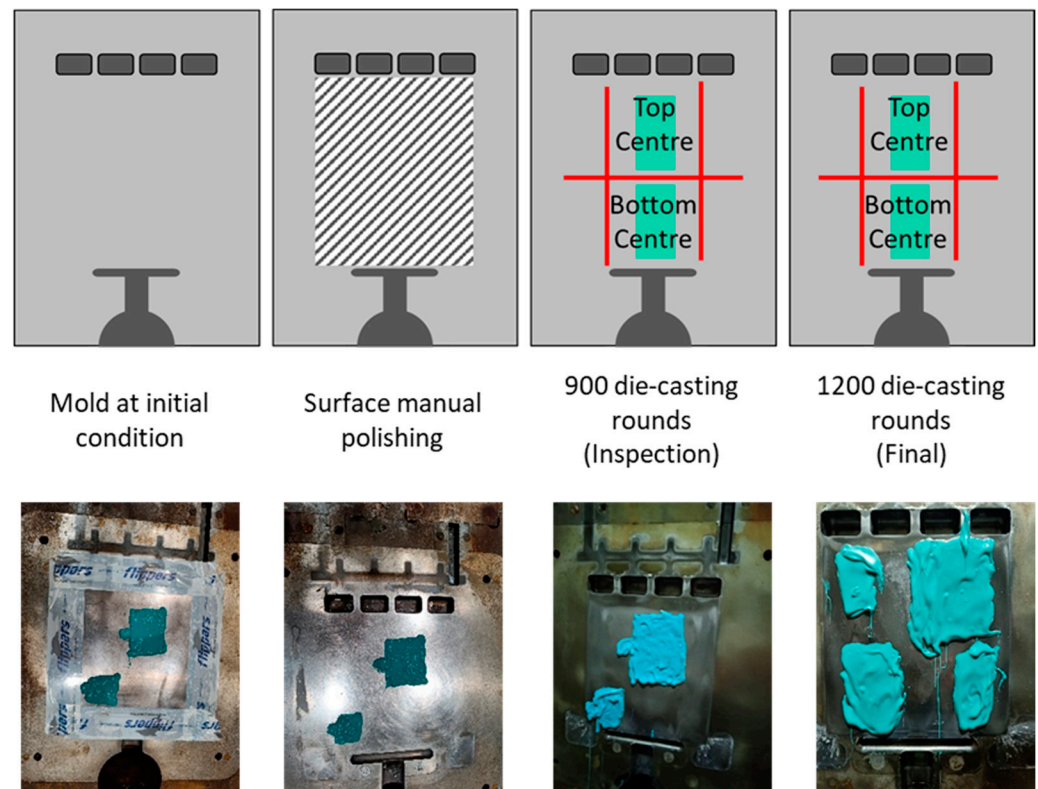 Top
Centre
Bottom
Centre
Top
Centre
Bottom
Centre
Mold at initial
condition
Surface manual
polishing
900 die-casting
rounds
(Inspection)
1200 die-casting
rounds
(Final)
flippers
flippers
flippers
flippers